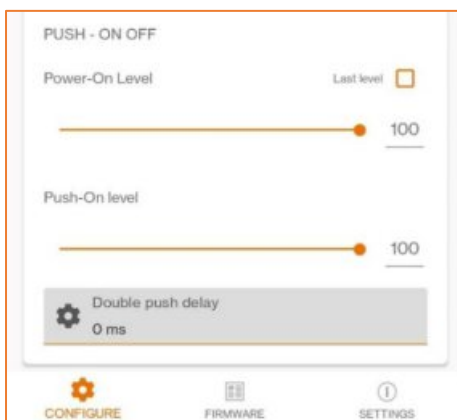 PUSH - ON OFF
Power-On Level Last level
100
Push-On level
100
Double push delay
0 ms
CONFIGURE FIRMWARE SETTINGS